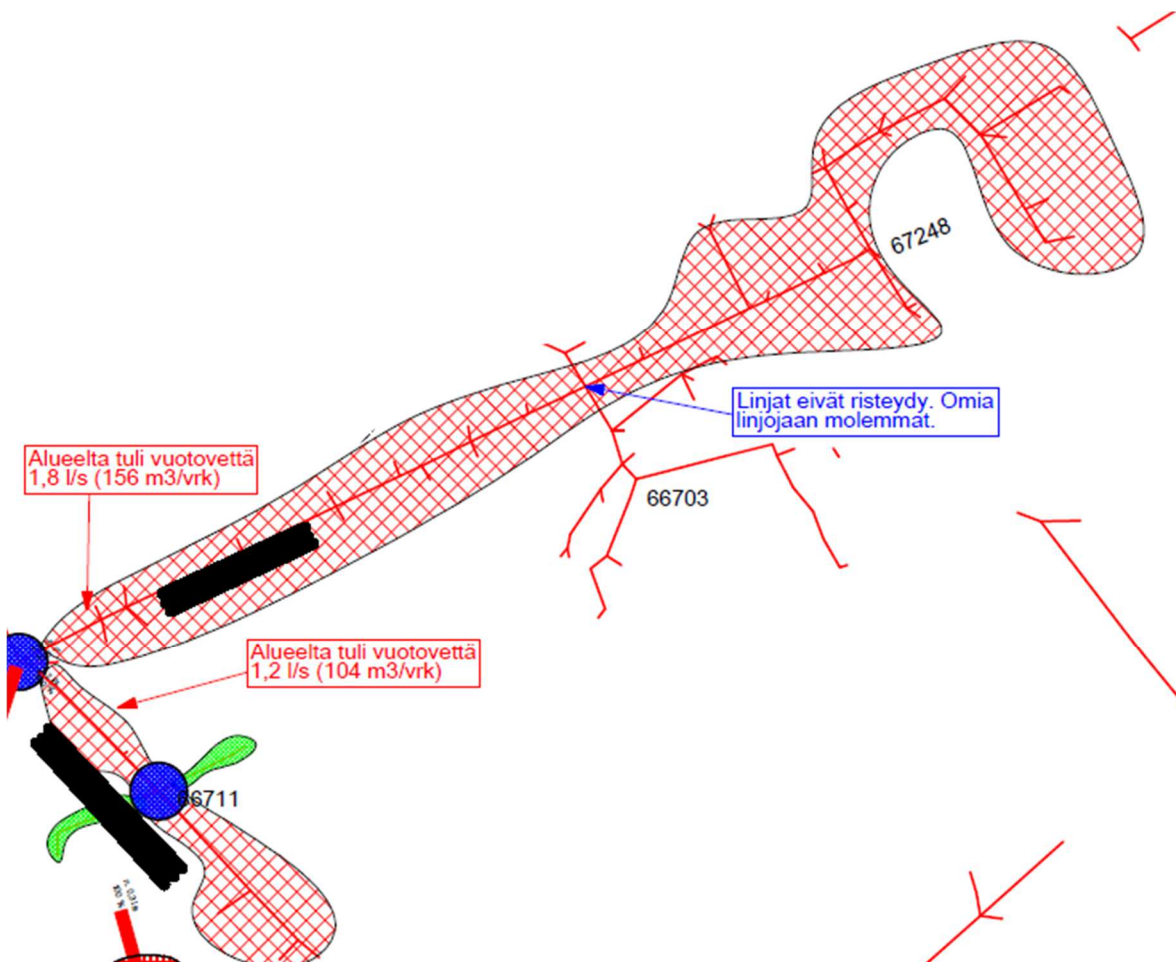 67248
Linjat eivät risteydy. Omia
linjojaan molemmat.
Alueelta tuli vuotovettä
1,8 l/s (156 m3/vrk)
66703
Alueelta tuli vuotovettä
1,2 l/s (104 m3/vrk)
66711